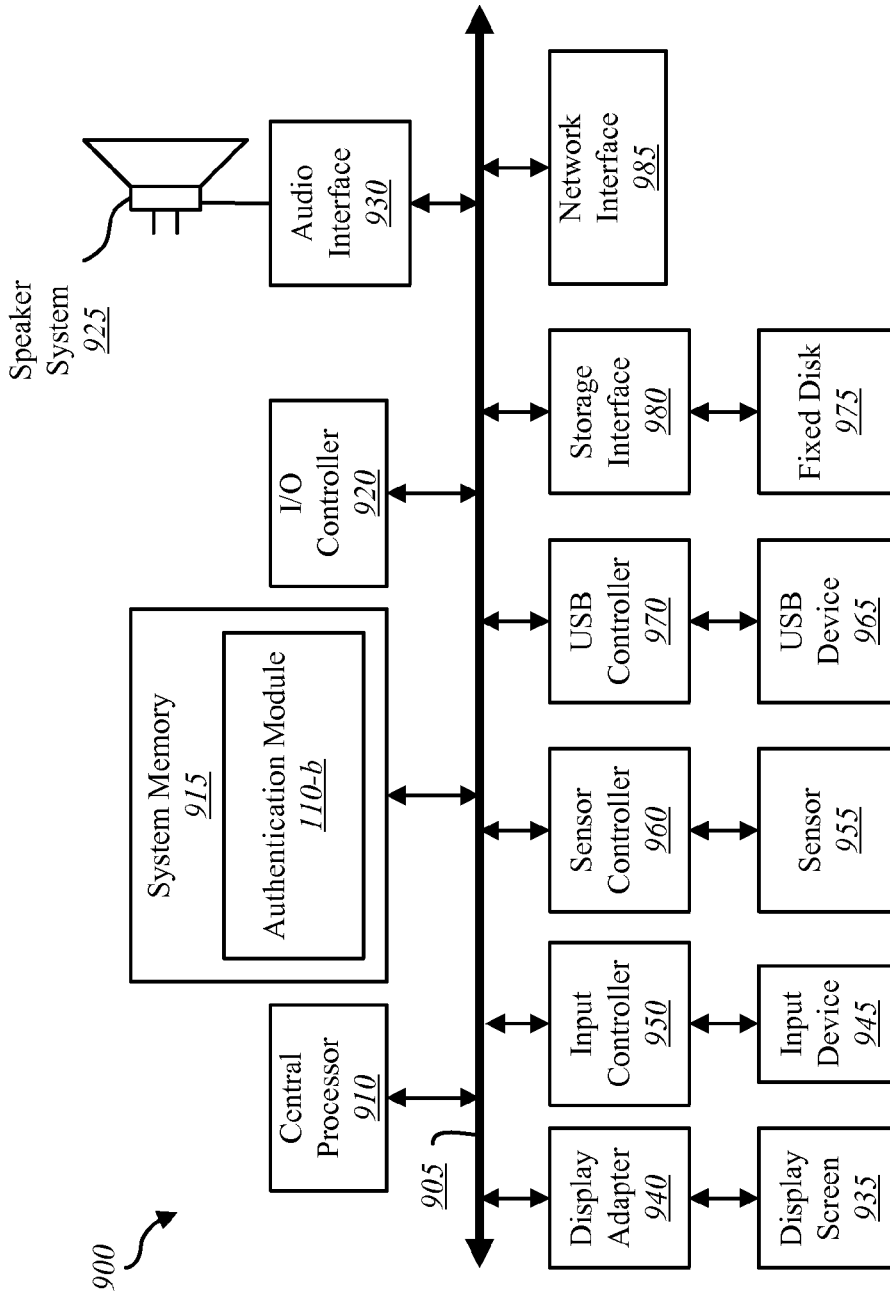 900
Speaker
System
925
Central
Processor
910
System Memory
915
Authentication Module
110-b
I/O
Controller
920
Audio
Interface
930
905
Display
Adapter
940
Input
Controller
950
Sensor
Controller
960
USB
Controller
970
Storage
Interface
980
Network
Interface
985
Display
Screen
935
Input
Device
945
Sensor
955
USB
Device
965
Fixed Disk
975